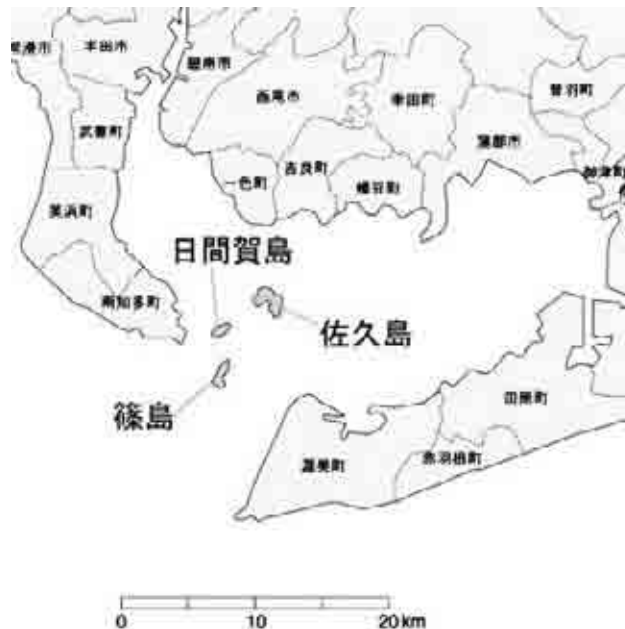 半田市
碧南市
西尾市
幸田町
音羽町
武豊町
蒲郡市
一色町
吉良町
幡豆町
御津町
美浜町
日間賀島
南知多町
佐久島
篠島
田原町
渥美町
赤羽根町
0
10
20km